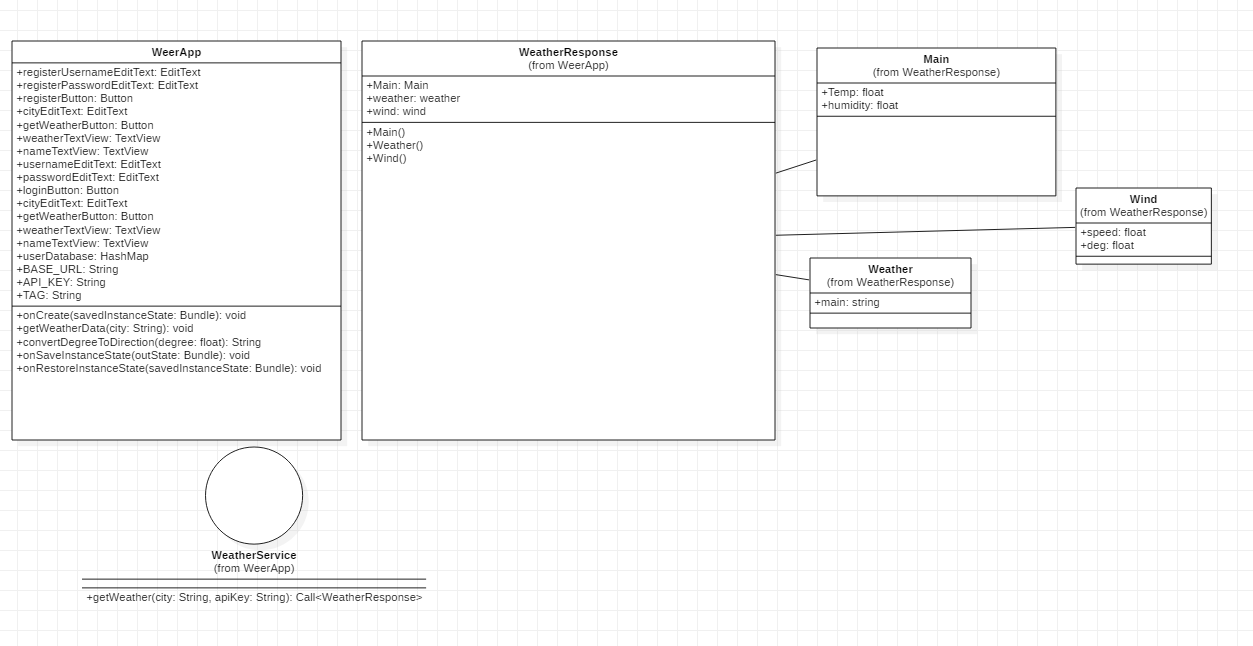 WeerApp
+registerUsernameEditText: EditText
+registerPasswordEditText: EditText
+registerButton: Button
+cityEditText: EditText
+getWeatherButton: Button
+weatherTextView: TextView
+nameTextView: TextView
+usernameEditText: EditText
+passwordEditText: EditText
+loginButton: Button
+cityEditText: EditText
+getWeatherButton: Button
+weatherTextView: TextView
+nameTextView: TextView
+userDatabase: HashMap
+BASE_URL: String
+API_KEY: String
+TAG: String
+onCreate(savedInstanceState: Bundle): void
+getWeatherData(city: String): void
+convertDegreeToDirection(degree: float): String
+onSaveInstanceState(outState: Bundle): void
+onRestoreInstanceState(savedInstanceState: Bundle): void
WeatherResponse
(from WeerApp)
+Main: Main
+weather: weather
+wind: wind
+Main()
+Weather()
+Wind()
Main
(from WeatherResponse)
+Temp: float
+humidity: float
Wind
(from WeatherResponse)
+speed: float
+deg: float
Weather
(from WeatherResponse)
+main: string
WeatherService
(from WeerApp)
+getWeather(city: String, apiKey: String): Call<WeatherResponse>